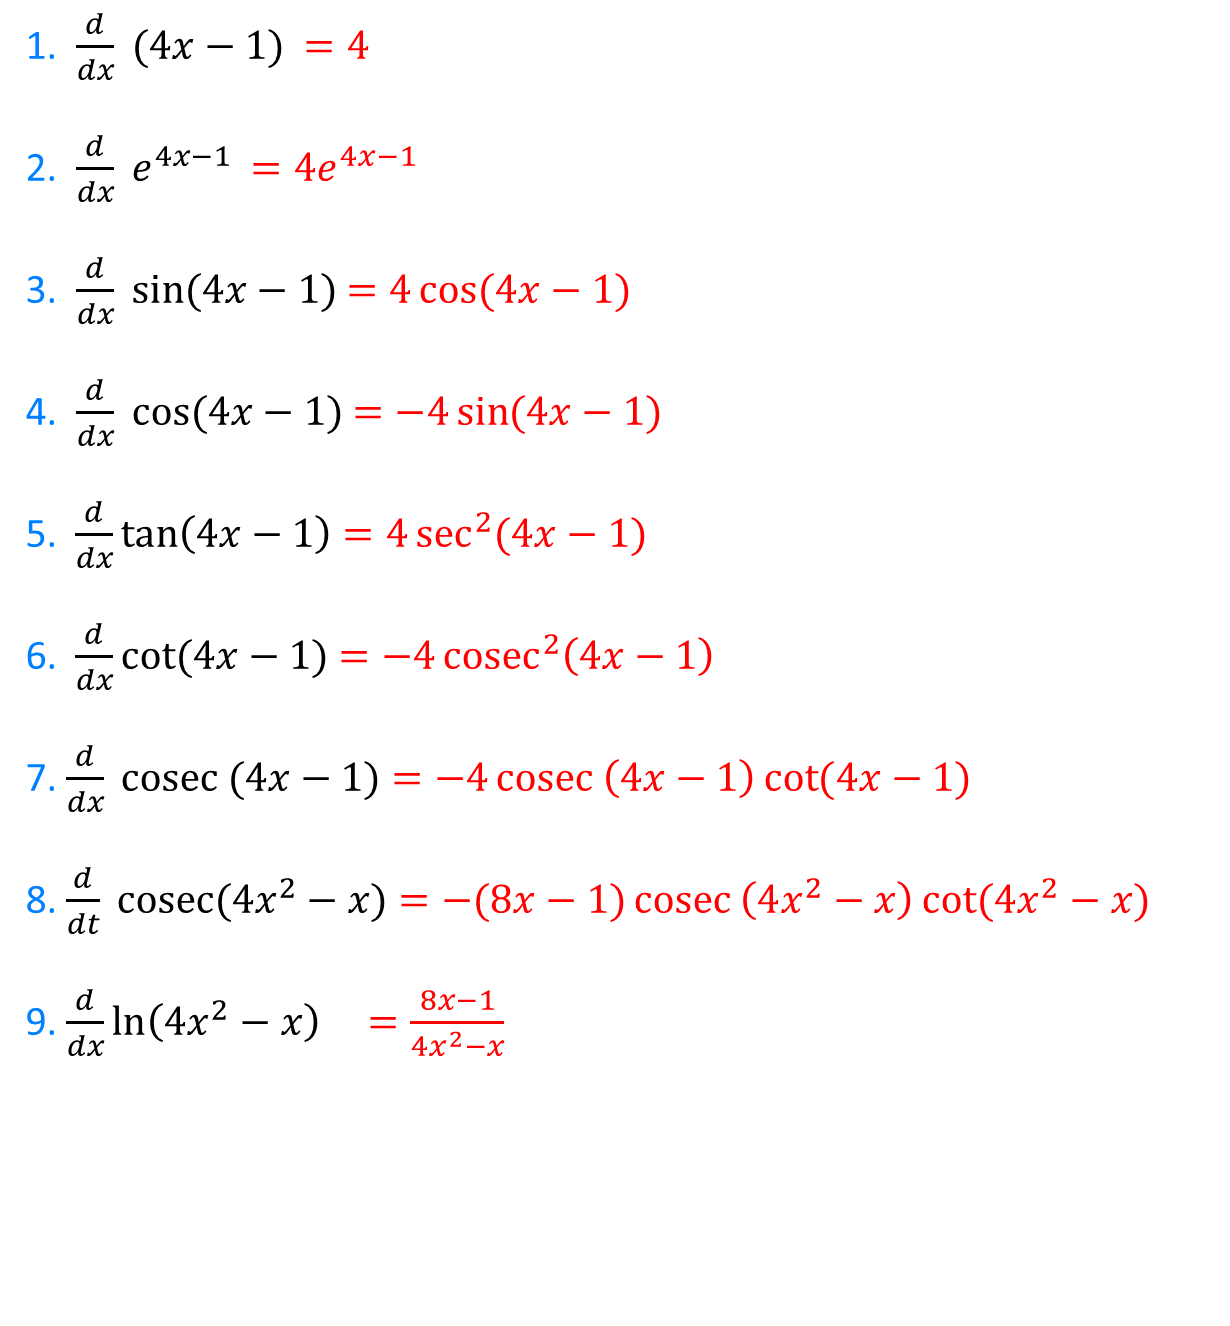 1. d/dx (4x − 1) = 4
2. d/dx e^(4x−1) = 4e^(4x−1)
3. d/dx sin(4x − 1) = 4 cos(4x − 1)
4. d/dx cos(4x − 1) = −4 sin(4x − 1)
5. d/dx tan(4x − 1) = 4 sec²(4x − 1)
6. d/dx cot(4x − 1) = −4 cosec²(4x − 1)
7. d/dx cosec (4x − 1) = −4 cosec (4x − 1) cot(4x − 1)
8. d/dt cosec(4x² − x) = −(8x − 1) cosec (4x² − x) cot(4x² − x)
9. d/dx ln(4x² − x) = (8x−1)/(4x²−x)